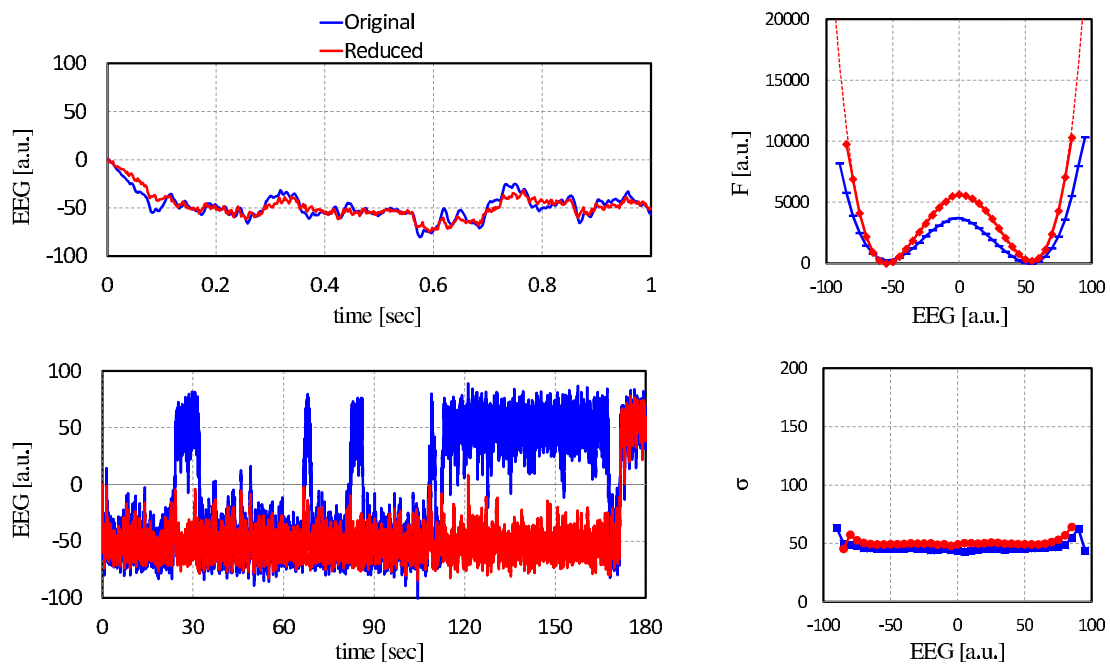 Original
Reduced
100
50
0
-50
-100
EEG [a.u.]
0 0.2 0.4 0.6 0.8 1
time [sec]
20000
15000
10000
5000
0
F [a.u.]
-100 -50 0 50 100
EEG [a.u.]
100
50
0
-50
-100
EEG [a.u.]
0 30 60 90 120 150 180
time [sec]
200
150
100
50
0
σ
-100 -50 0 50 100
EEG [a.u.]